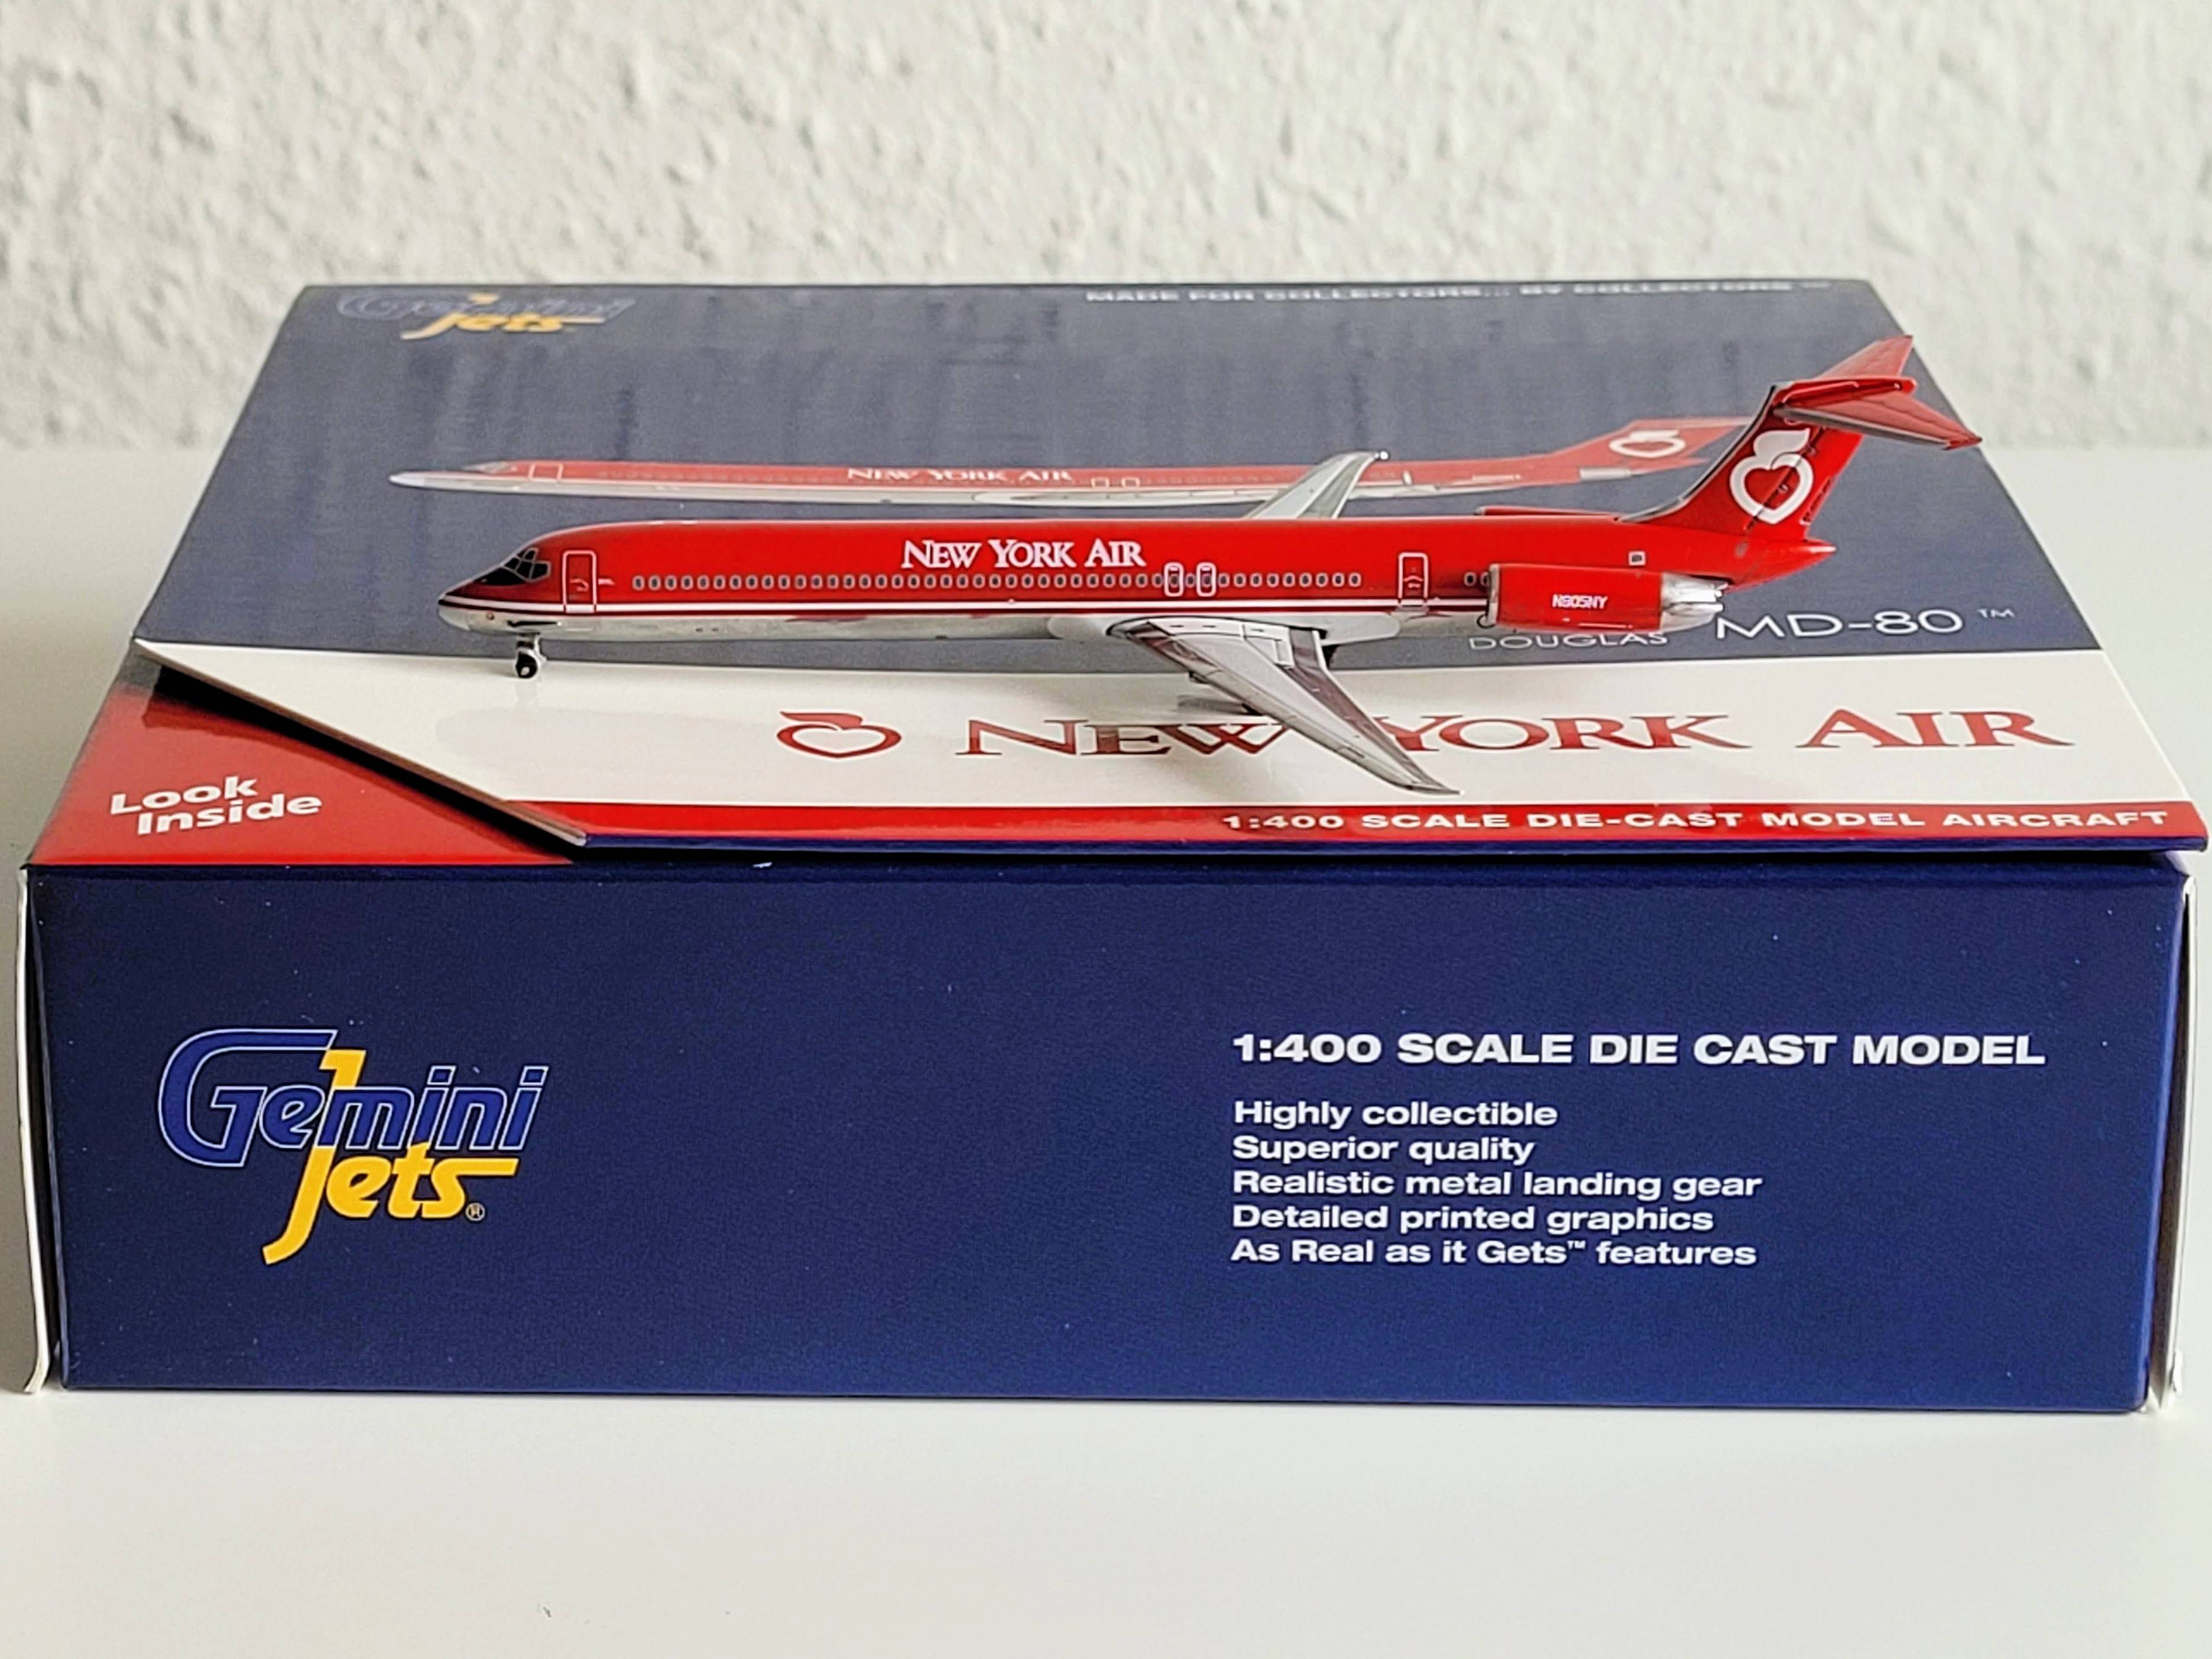 Gemini
Jets
MADE FOR COLLECTORS... BY COLLECTORS™
NEW YORK AIR
NEW YORK AIR
N805NY
DOUGLAS MD-80™
NEW YORK AIR
Look
Inside
1:400 SCALE DIE-CAST MODEL AIRCRAFT
Gemini
Jets®
1:400 SCALE DIE CAST MODEL
Highly collectible
Superior quality
Realistic metal landing gear
Detailed printed graphics
As Real as it Gets™ features